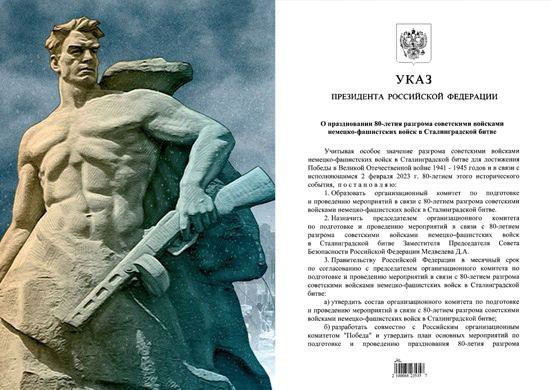 УКАЗ
ПРЕЗИДЕНТА РОССИЙСКОЙ ФЕДЕРАЦИИ
О праздновании 80-летия разгрома советскими войсками
немецко-фашистских войск в Сталинградской битве
Учитывая особое значение разгрома советскими войсками
немецко-фашистских войск в Сталинградской битве для достижения
Победы в Великой Отечественной войне 1941 - 1945 годов и в связи с
исполняющимся 2 февраля 2023 г. 80-летием этого исторического
события, п о с т а н о в л я ю:
1. Образовать организационный комитет по подготовке
и проведению мероприятий в связи с 80-летием разгрома советскими
войсками немецко-фашистских войск в Сталинградской битве.
2. Назначить председателем организационного комитета
по подготовке и проведению мероприятий в связи с 80-летием
разгрома советскими войсками немецко-фашистских войск
в Сталинградской битве Заместителя Председателя Совета
Безопасности Российской Федерации Медведева Д.А.
3. Правительству Российской Федерации в месячный срок
по согласованию с председателем организационного комитета по
подготовке и проведению мероприятий в связи с 80-летием разгрома
советскими войсками немецко-фашистских войск в Сталинградской
битве:
а) утвердить состав организационного комитета по подготовке
и проведению мероприятий в связи с 80-летием разгрома советскими
войсками немецко-фашистских войск в Сталинградской битве;
б) разработать совместно с Российским организационным
комитетом "Победа" и утвердить план основных мероприятий по
подготовке и проведению празднования 80-летия разгрома